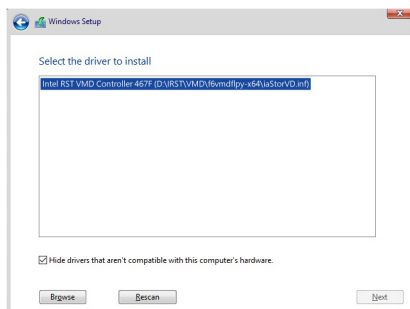 Windows Setup
Select the driver to install
Intel RST VMD Controller 467F (D:\IRST\VMD\f6vmdflpy-x64\iaStorVD.inf)
Hide drivers that aren't compatible with this computer's hardware.
Browse
Rescan
Next